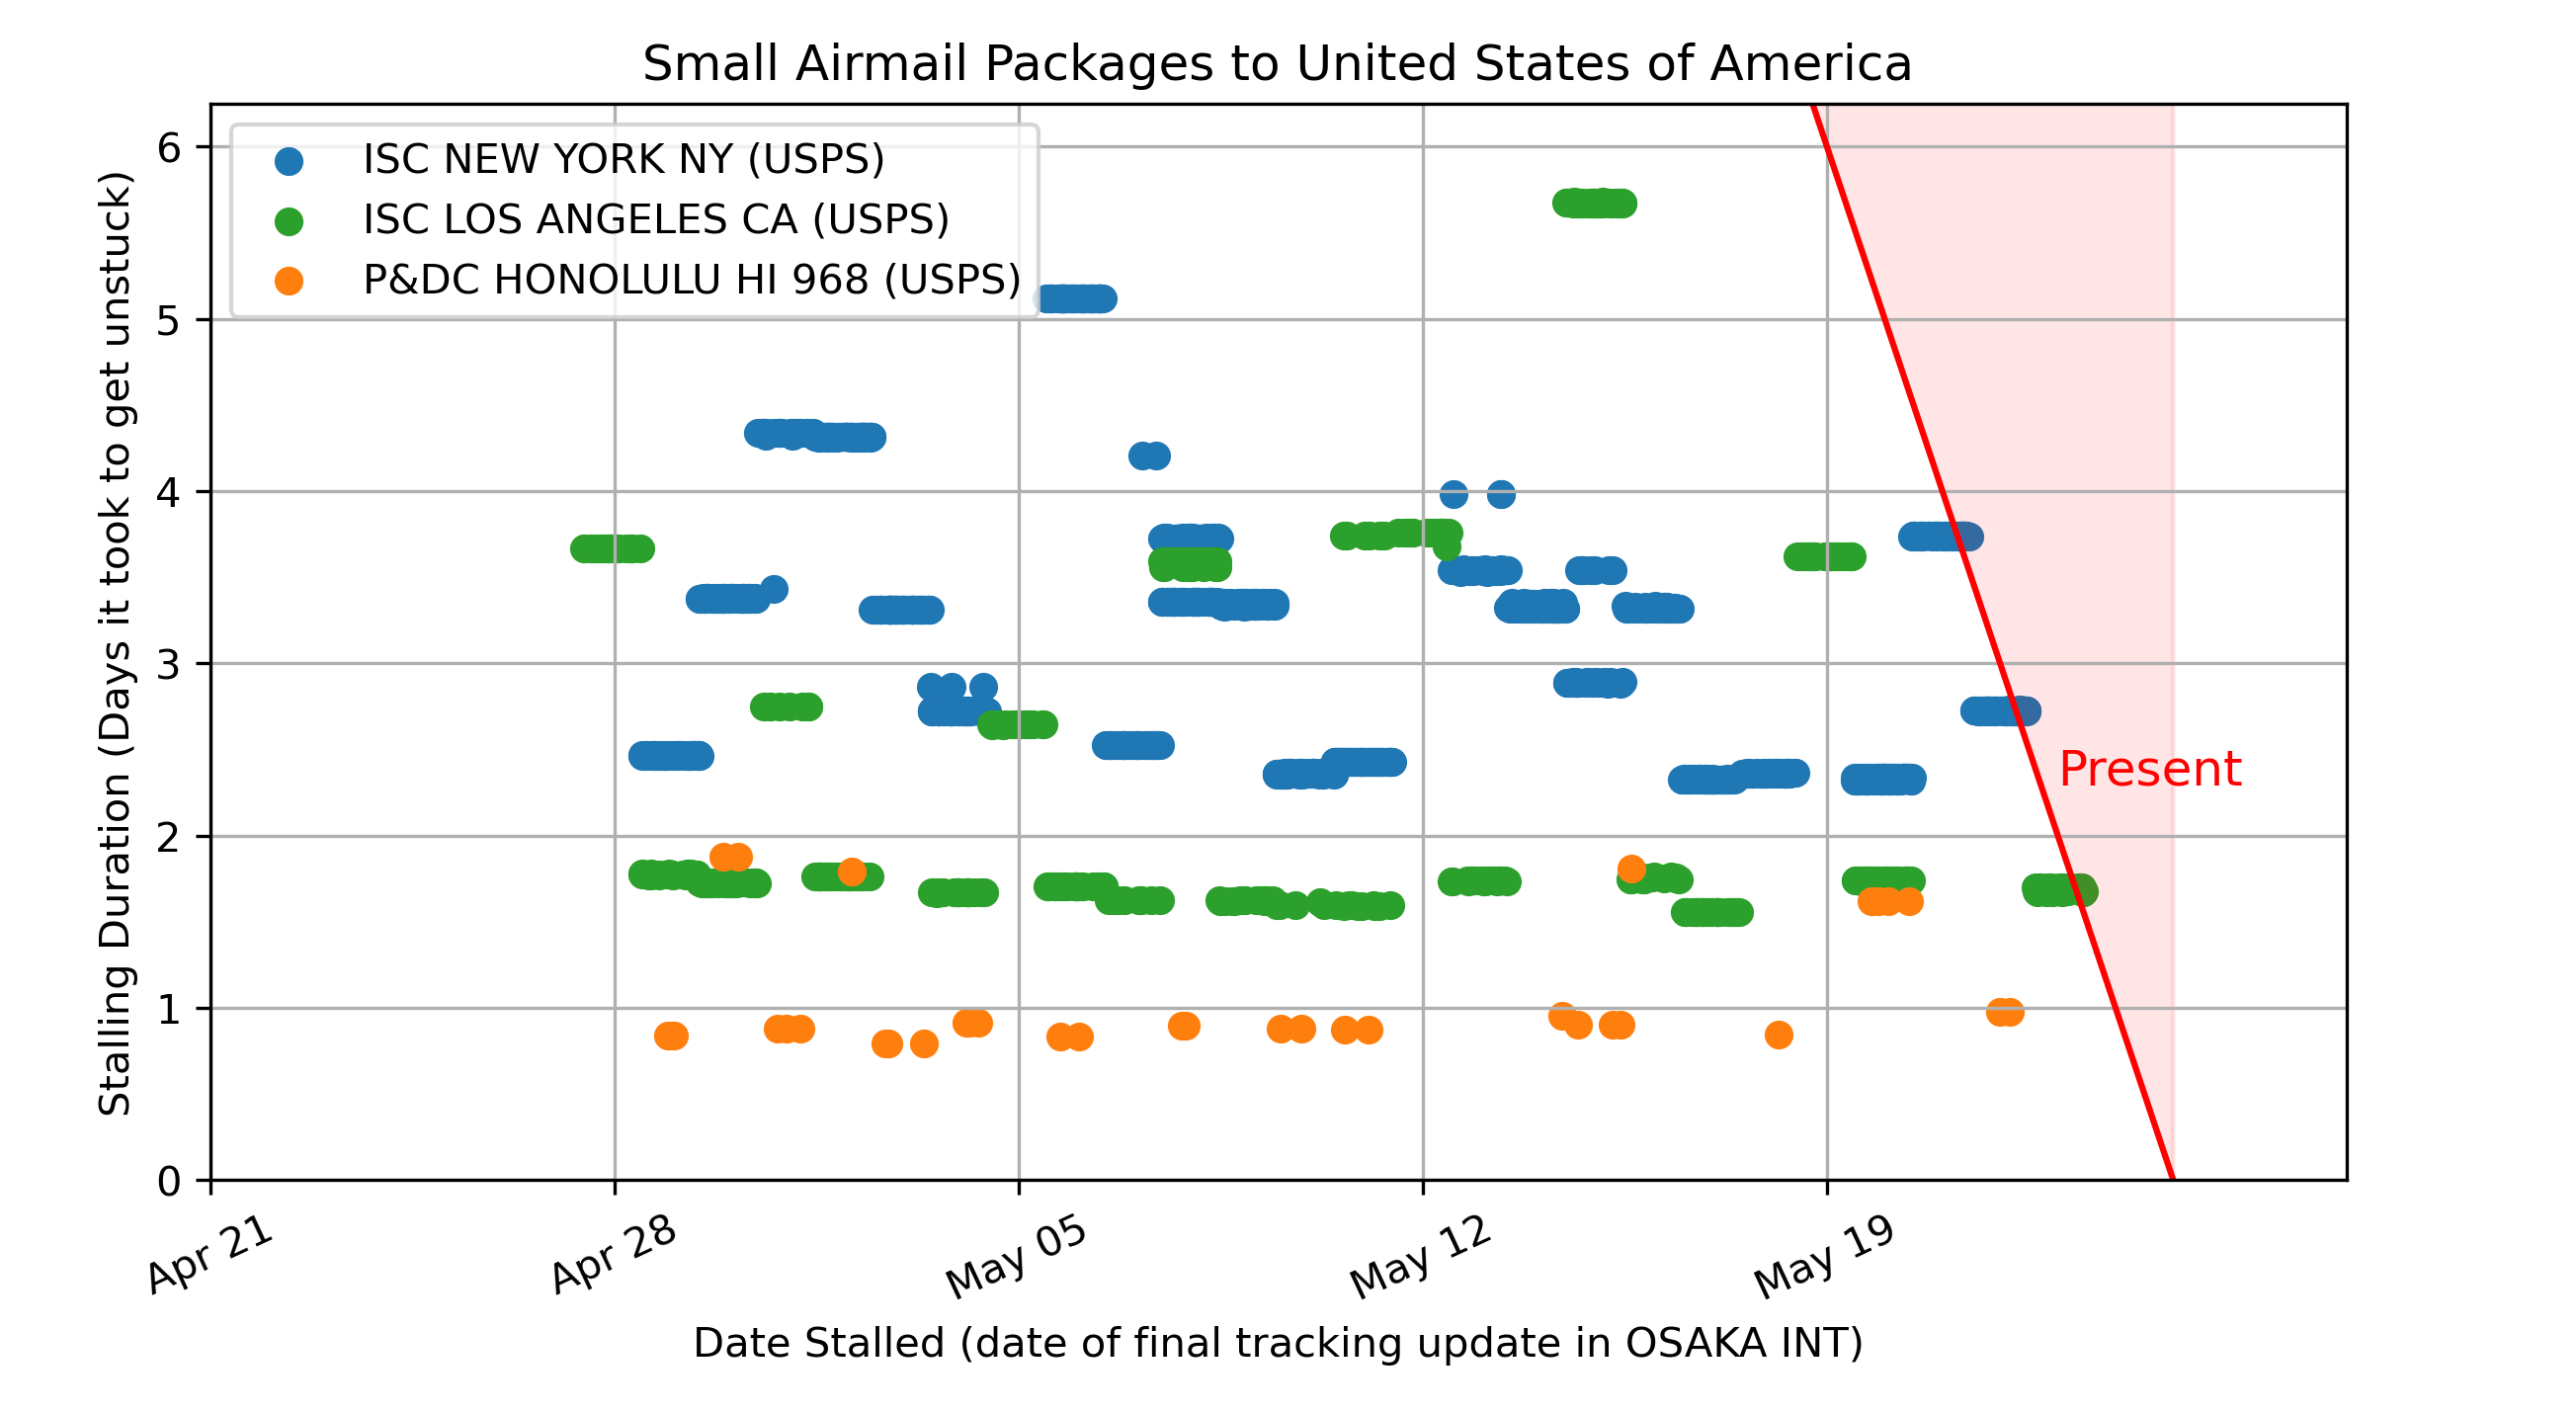 Small Airmail Packages to United States of America
Stalling Duration (Days it took to get unstuck)
6
5
4
3
2
1
0
ISC NEW YORK NY (USPS)
ISC LOS ANGELES CA (USPS)
P&DC HONOLULU HI 968 (USPS)
Present
Apr 21
Apr 28
May 05
May 12
May 19
Date Stalled (date of final tracking update in OSAKA INT)